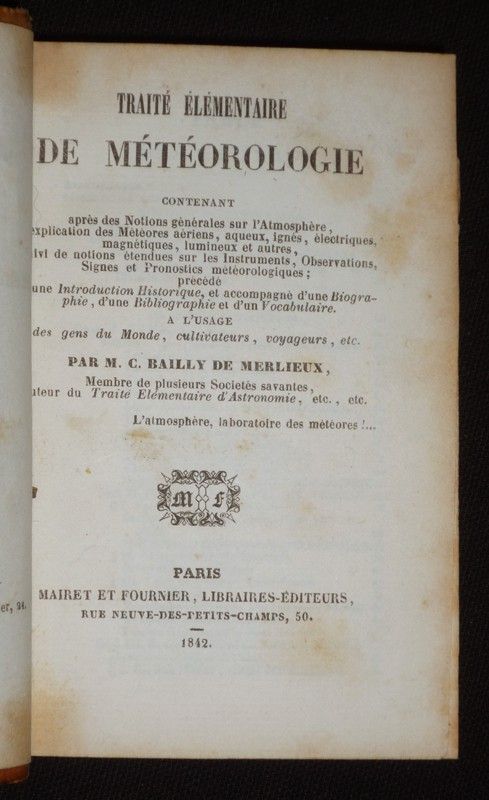 TRAITÉ ÉLÉMENTAIRE
DE MÉTÉOROLOGIE
CONTENANT
après des Notions générales sur l'Atmosphère,
explication des Météores aériens, aqueux, ignés, électriques,
magnétiques, lumineux et autres,
ivi de notions étendues sur les Instruments, Observations,
Signes et Pronostics météorologiques;
précédé
une Introduction Historique, et accompagné d'une Biogra-
phie, d'une Bibliographie et d'un Vocabulaire.
A L'USAGE
des gens du Monde, cultivateurs, voyageurs, etc.
PAR M. C. BAILLY DE MERLIEUX,
Membre de plusieurs Societés savantes,
uteur du Traité Elémentaire d'Astronomie, etc., etc.
L'atmosphère, laboratoire des météores!...
M F
PARIS
MAIRET ET FOURNIER, LIBRAIRES-ÉDITEURS,
RUE NEUVE-DES-PETITS-CHAMPS, 50.
1842.